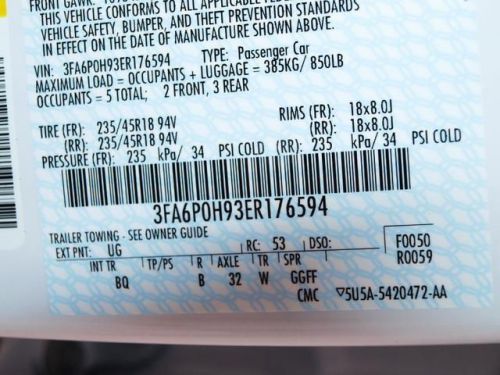 THIS VEHICLE CONFORMS TO ALL APPLICABLE FEDERAL
VEHICLE SAFETY, BUMPER, AND THEFT PREVENTION STANDARDS
IN EFFECT ON THE DATE OF MANUFACTURE SHOWN ABOVE.
VIN: 3FA6P0H93ER176594 TYPE: Passenger Car
MAXIMUM LOAD = OCCUPANTS + LUGGAGE = 385KG/ 850LB
OCCUPANTS = 5 TOTAL; 2 FRONT, 3 REAR
TIRE (FR): 235/45R18 94V RIMS (FR): 18x8.0J
(RR): 235/45R18 94V (RR): 18x8.0J
PRESSURE (FR): 235 kPa/ 34 PSI COLD (RR): 235 kPa/ 34 PSI COLD
3FA6P0H93ER176594
TRAILER TOWING - SEE OWNER GUIDE
EXT PNT: UG RC: 53 DSO: F0050
R0059
INT TR TP/PS R AXLE TR SPR
BQ B 32 W GGFF
CMC ▽5U5A-5420472-AA